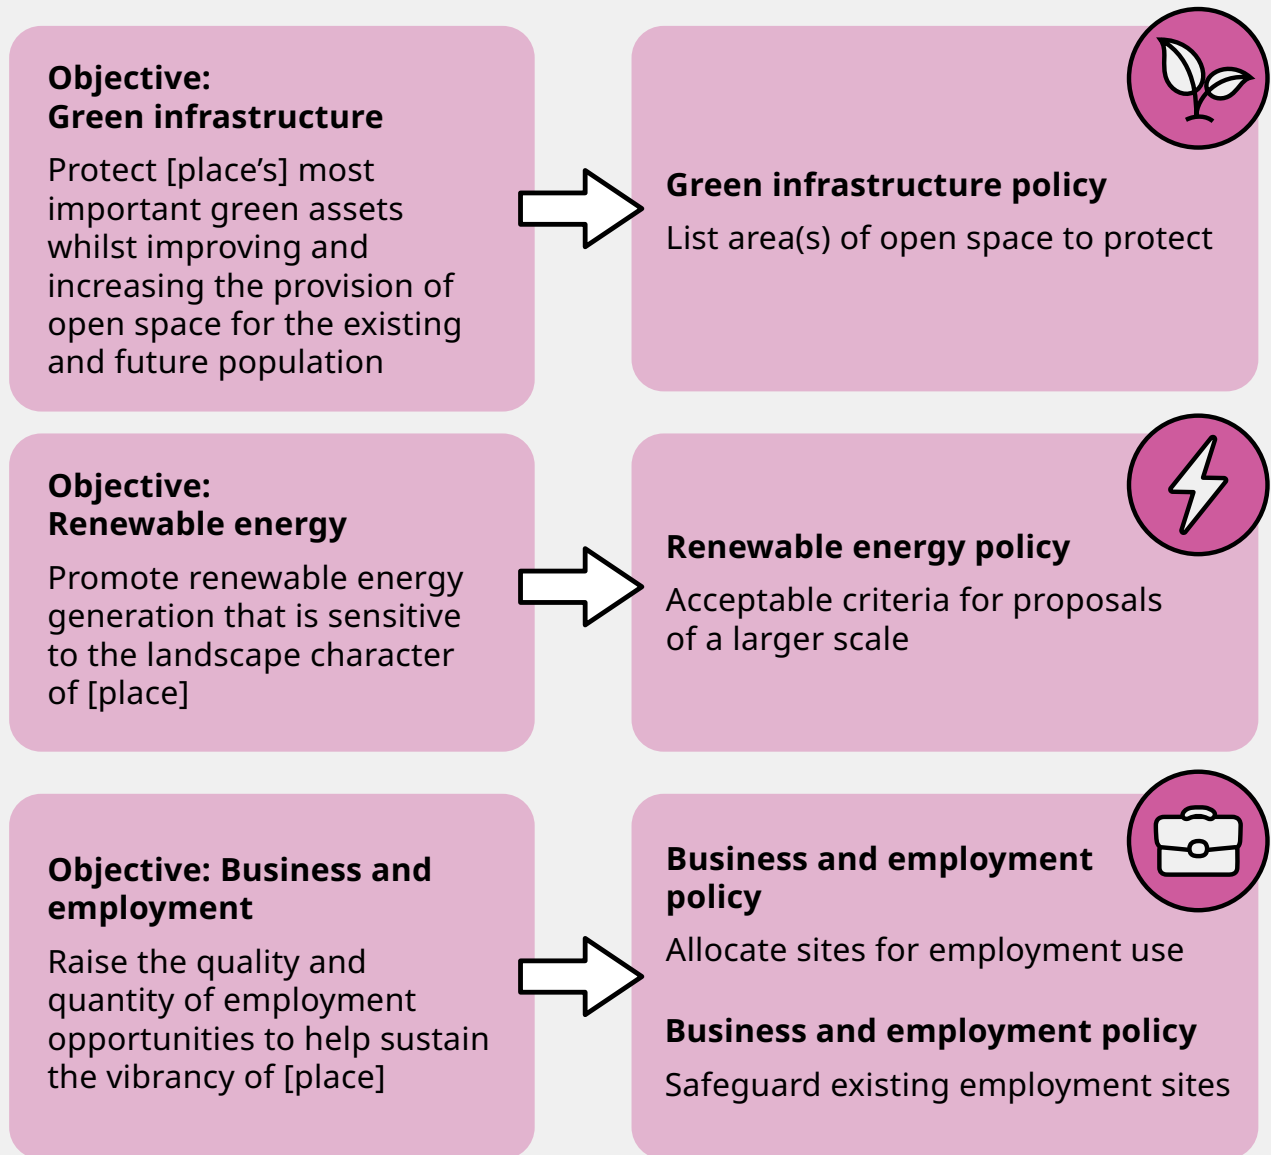 Objective:
Green infrastructure
Protect [place’s] most
important green assets
whilst improving and
increasing the provision of
open space for the existing
and future population
Green infrastructure policy
List area(s) of open space to protect
Objective:
Renewable energy
Promote renewable energy
generation that is sensitive
to the landscape character
of [place]
Renewable energy policy
Acceptable criteria for proposals
of a larger scale
Objective: Business and
employment
Raise the quality and
quantity of employment
opportunities to help sustain
the vibrancy of [place]
Business and employment
policy
Allocate sites for employment use
Business and employment policy
Safeguard existing employment sites